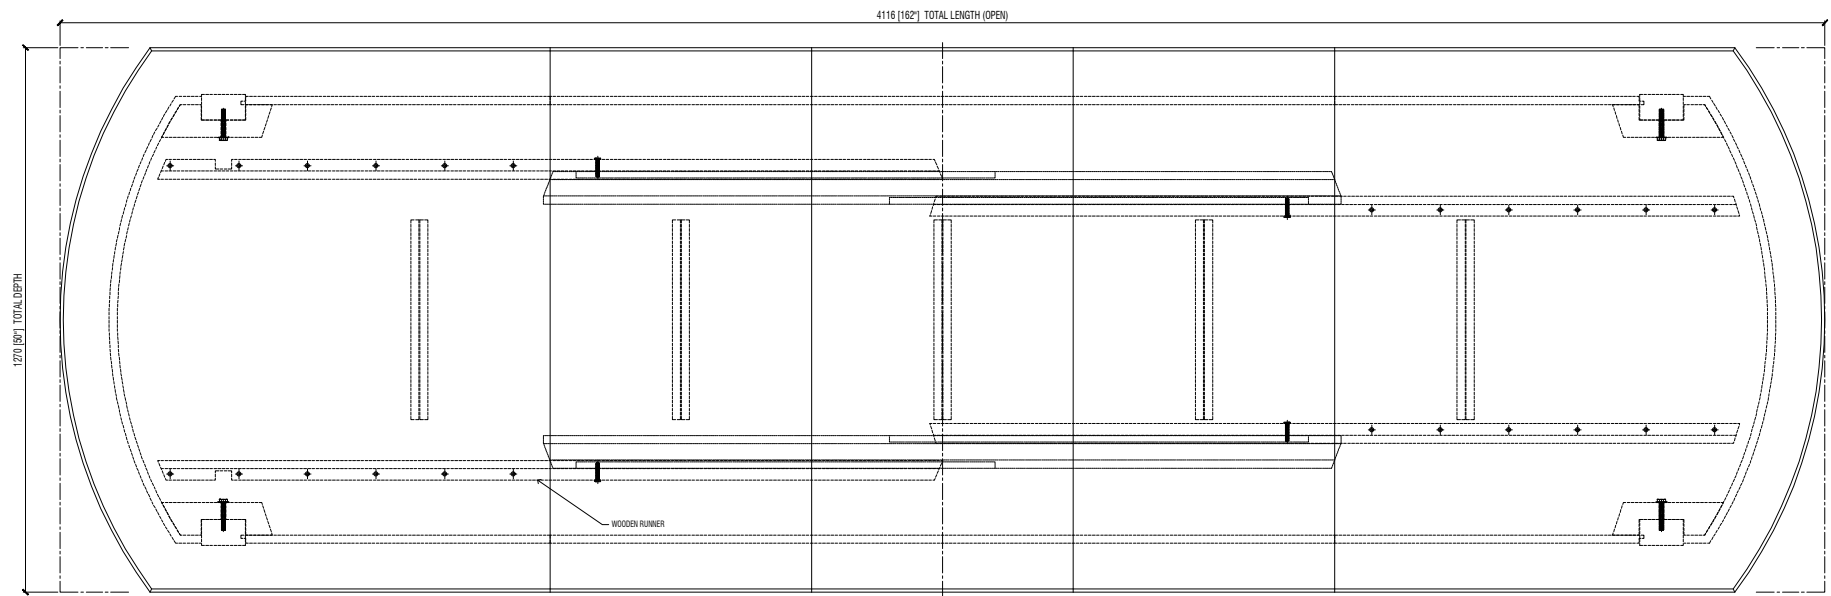 4116 [162"] TOTAL LENGTH (OPEN)
1270 [50"] TOTAL DEPTH
WOODEN RUNNER